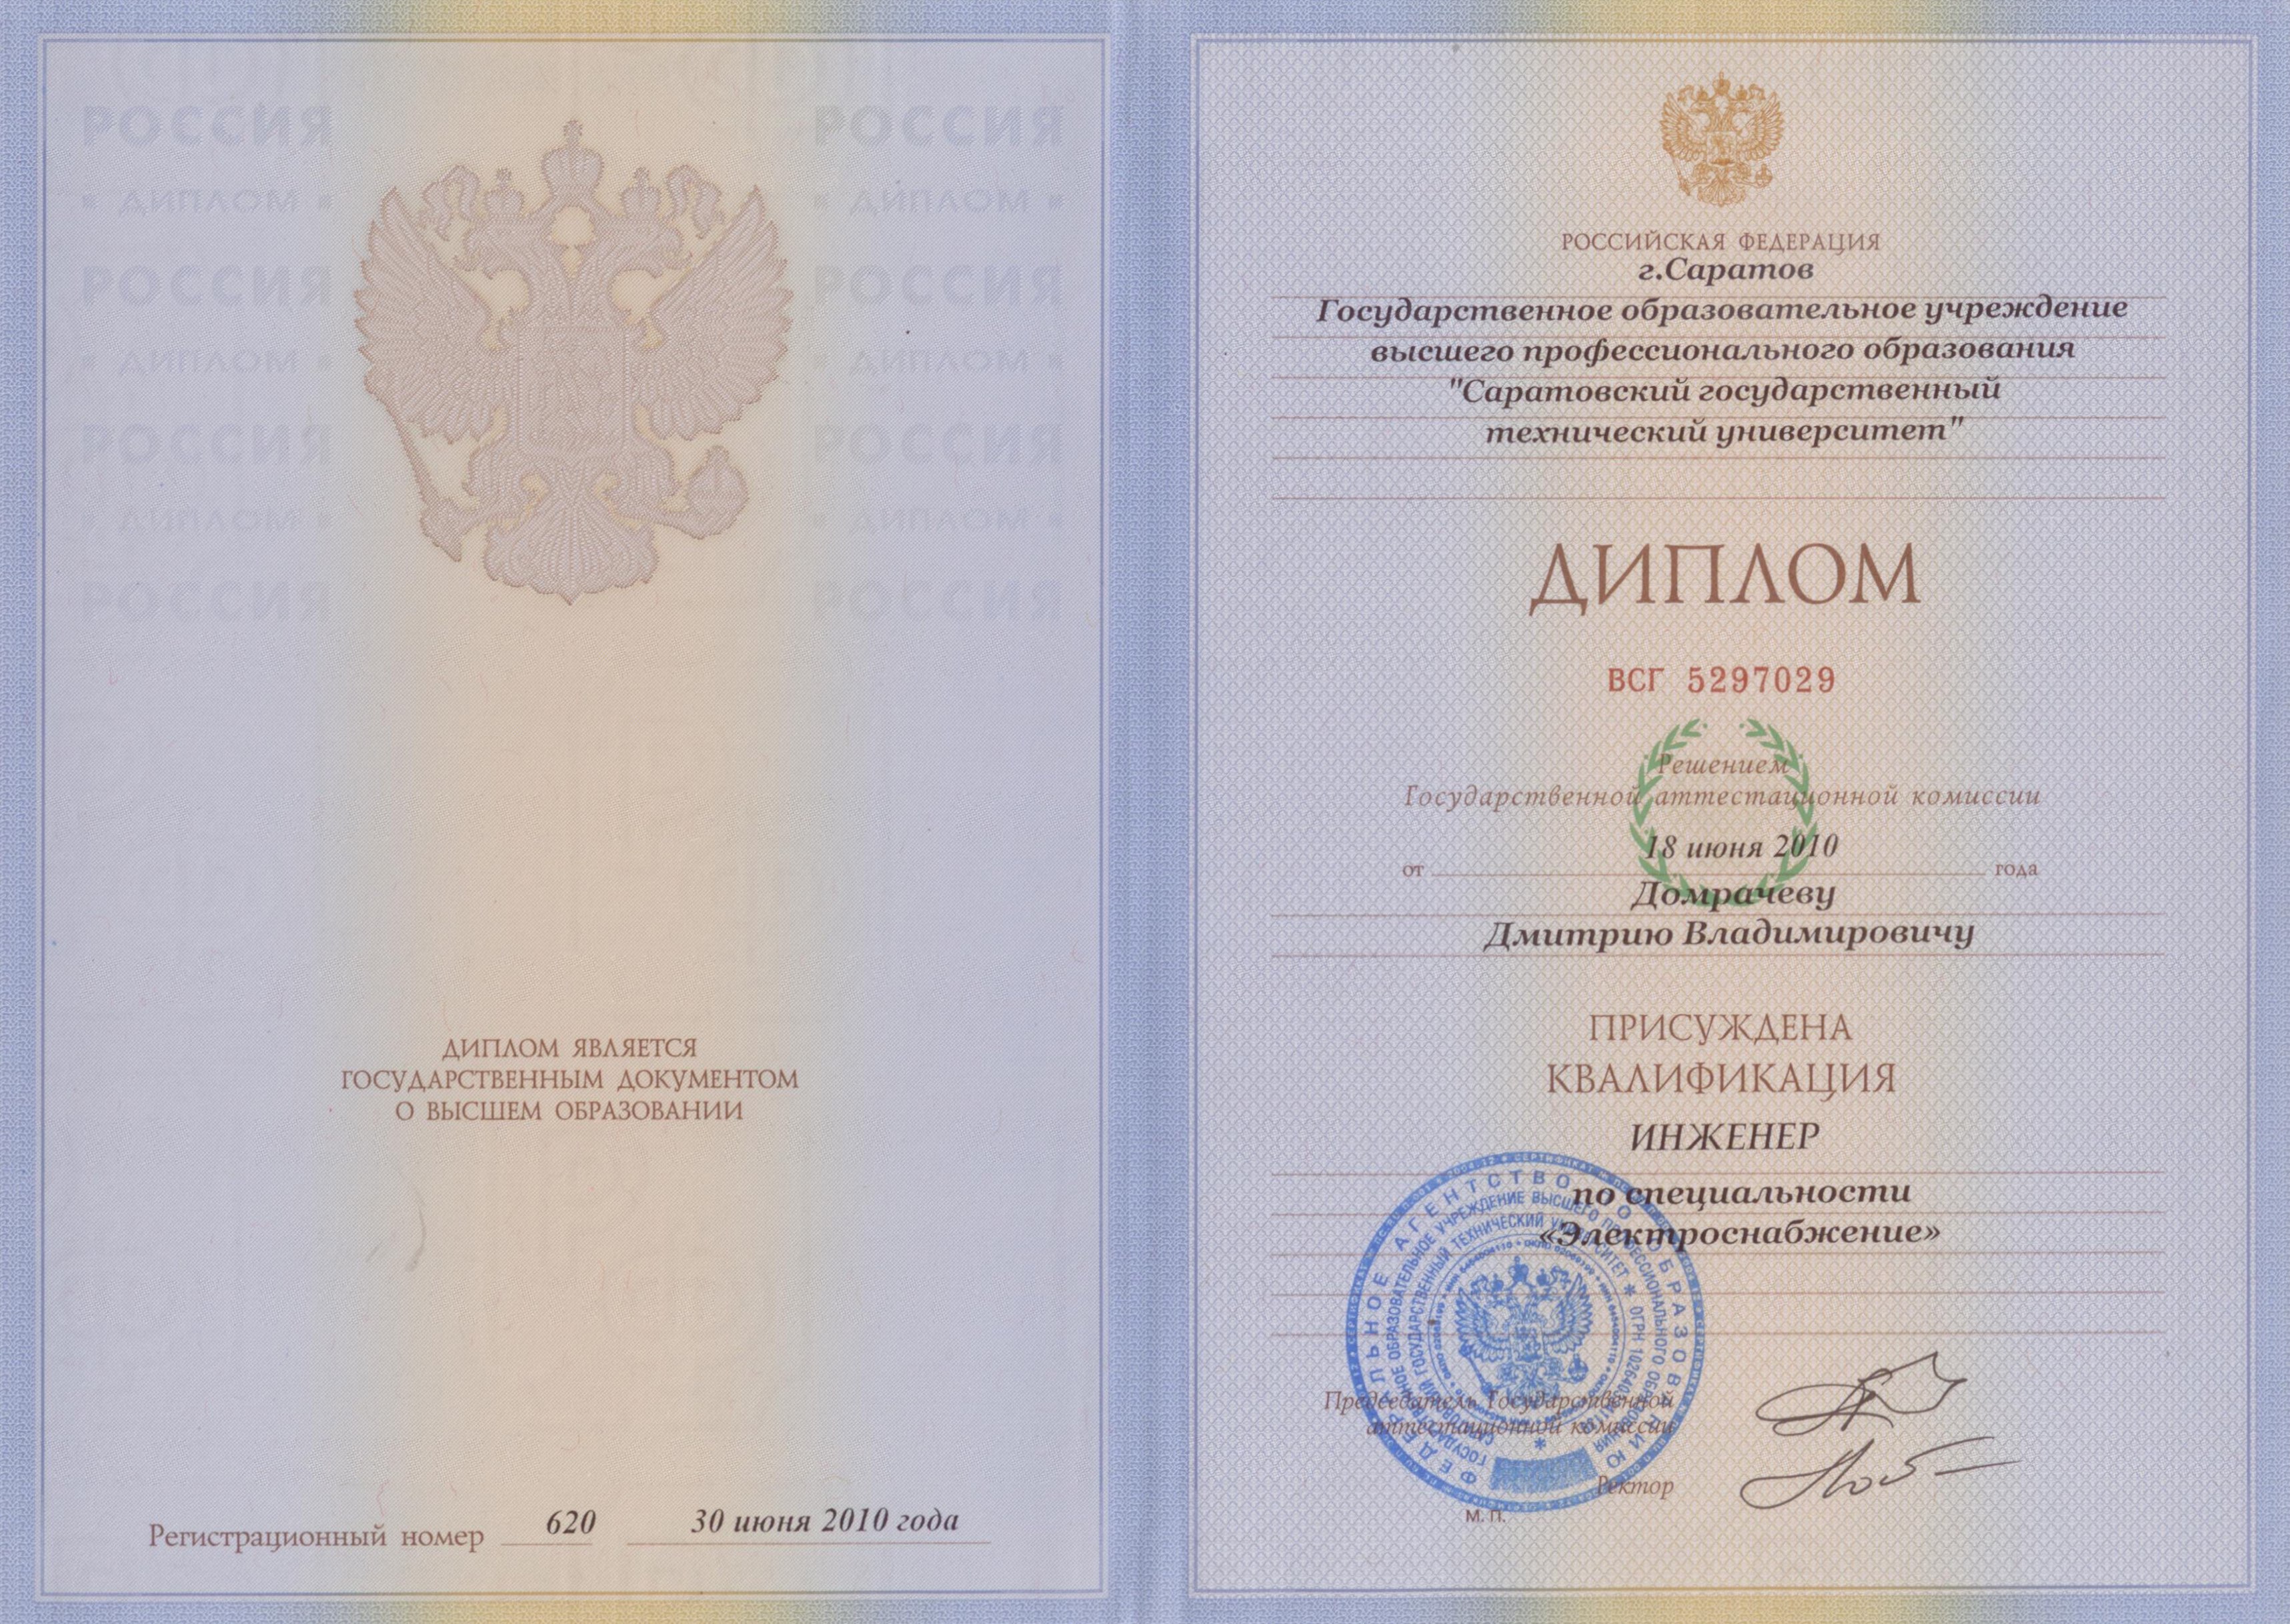 РОССИЯ РОССИЯ
ДИПЛОМ ДИПЛОМ
РОССИЯ РОССИЯ
ДИПЛОМ ДИПЛОМ
РОССИЯ РОССИЯ
ДИПЛОМ ДИПЛОМ
РОССИЯ РОССИЯ
ДИПЛОМ ЯВЛЯЕТСЯ
ГОСУДАРСТВЕННЫМ ДОКУМЕНТОМ
О ВЫСШЕМ ОБРАЗОВАНИИ
Регистрационный номер 620 30 июня 2010 года
РОССИЙСКАЯ ФЕДЕРАЦИЯ
г.Саратов
Государственное образовательное учреждение
высшего профессионального образования
"Саратовский государственный
технический университет"
ДИПЛОМ
ВСГ 5297029
Решением
Государственной аттестационной комиссии
от 18 июня 2010 года
Домрачеву
Дмитрию Владимировичу
ПРИСУЖДЕНА
КВАЛИФИКАЦИЯ
ИНЖЕНЕР
по специальности
«Электроснабжение»
ФЕДЕРАЛЬНОЕ АГЕНТСТВО ПО ОБРАЗОВАНИЮ
ГОСУДАРСТВЕННОЕ ОБРАЗОВАТЕЛЬНОЕ УЧРЕЖДЕНИЕ ВЫСШЕГО ПРОФЕССИОНАЛЬНОГО ОБРАЗОВАНИЯ
САРАТОВСКИЙ ГОСУДАРСТВЕННЫЙ ТЕХНИЧЕСКИЙ УНИВЕРСИТЕТ * ОГРН
Председатель Государственной
аттестационной комиссии
Ректор
М. П.